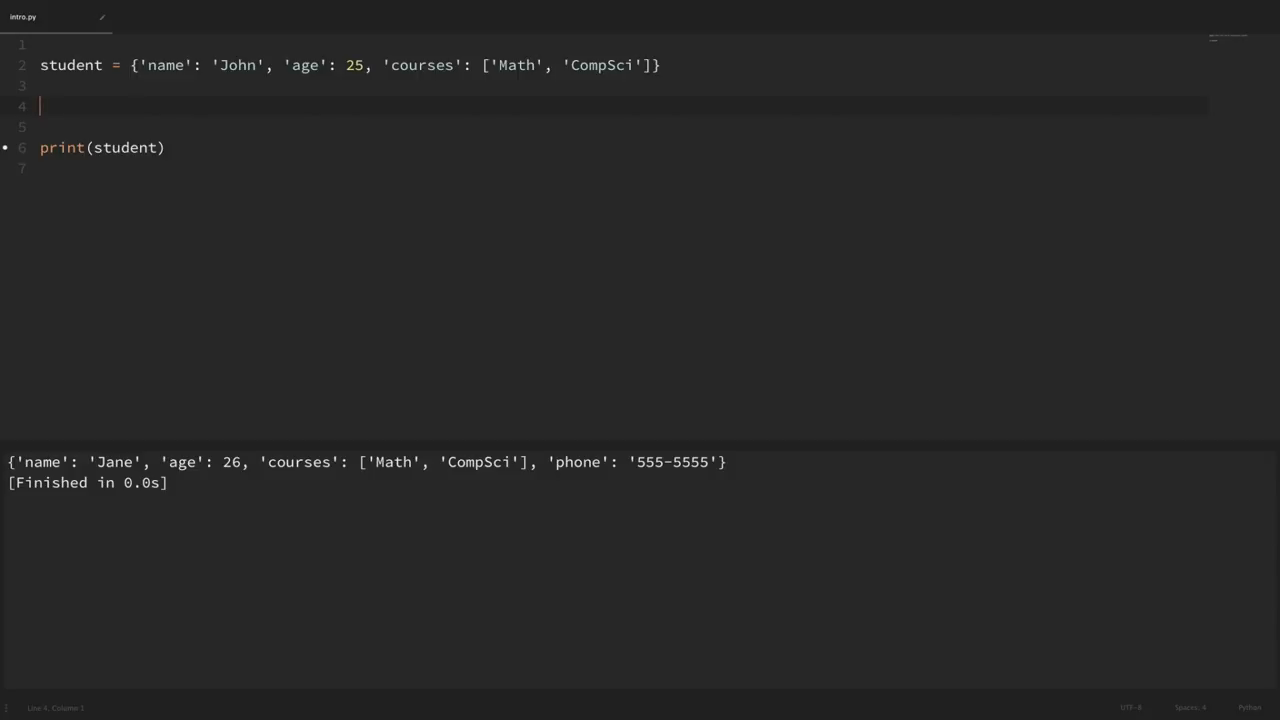 intro.py
1
2 student = {'name': 'John', 'age': 25, 'courses': ['Math', 'CompSci']}
3
4
5
6 print(student)
7
{'name': 'Jane', 'age': 26, 'courses': ['Math', 'CompSci'], 'phone': '555-5555'}
[Finished in 0.0s]
Line 4, Column 1 UTF-8 Spaces: 4 Python